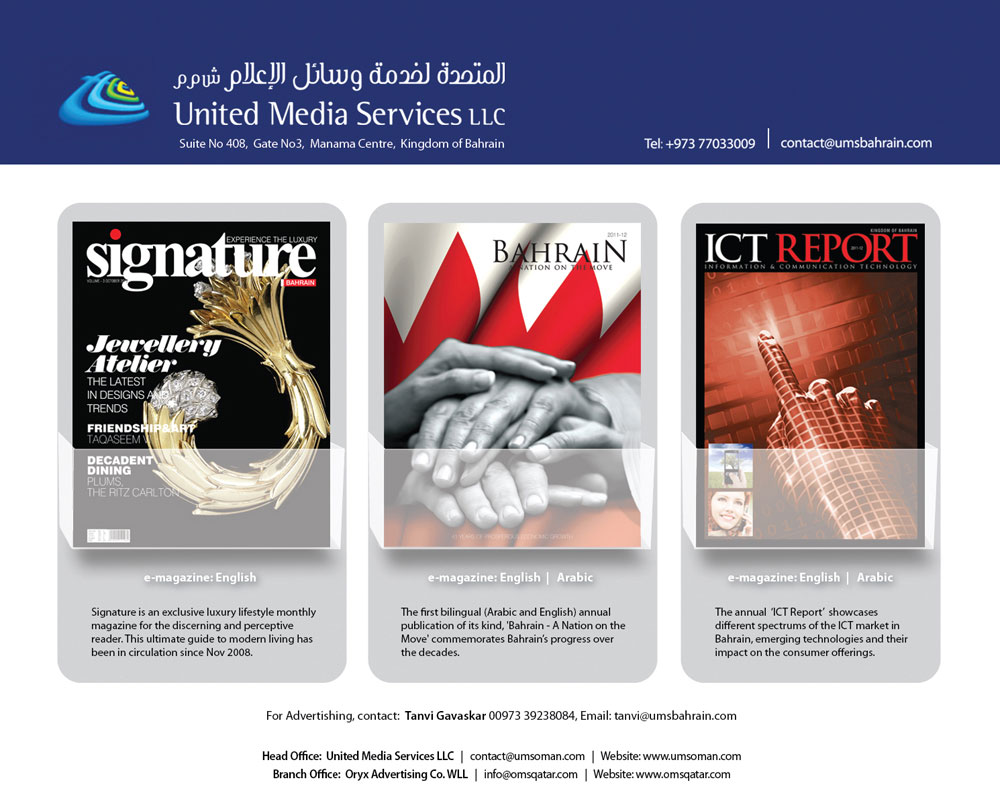 المتحدة لخدمة وسائل الإعلام ش م م
United Media Services LLC
Suite No 408, Gate No3, Manama Centre, Kingdom of Bahrain
Tel: +973 77033009 | contact@umsbahrain.com
EXPERIENCE THE LUXURY
signature
BAHRAIN
Jewellery
Atelier
THE LATEST
IN DESIGNS AND
TRENDS
FRIENDSHIP&ART
TAQASEEM
DECADENT
DINING
PLUMS,
THE RITZ CARLTON
e-magazine: English
Signature is an exclusive luxury lifestyle monthly
magazine for the discerning and perceptive
reader. This ultimate guide to modern living has
been in circulation since Nov 2008.
2011-12
BAHRAIN
A NATION ON THE MOVE
40 YEARS OF PROSPEROUS ECONOMIC GROWTH
e-magazine: English | Arabic
The first bilingual (Arabic and English) annual
publication of its kind, 'Bahrain - A Nation on the
Move' commemorates Bahrain's progress over
the decades.
KINGDOM OF BAHRAIN
ICT REPORT
2011-12
INFORMATION & COMMUNICATION TECHNOLOGY
e-magazine: English | Arabic
The annual 'ICT Report' showcases
different spectrums of the ICT market in
Bahrain, emerging technologies and their
impact on the consumer offerings.
For Advertising, contact: Tanvi Gavaskar 00973 39238084, Email: tanvi@umsbahrain.com
Head Office: United Media Services LLC | contact@umsoman.com | Website: www.umsoman.com
Branch Office: Oryx Advertising Co. WLL | info@omsqatar.com | Website: www.omsqatar.com